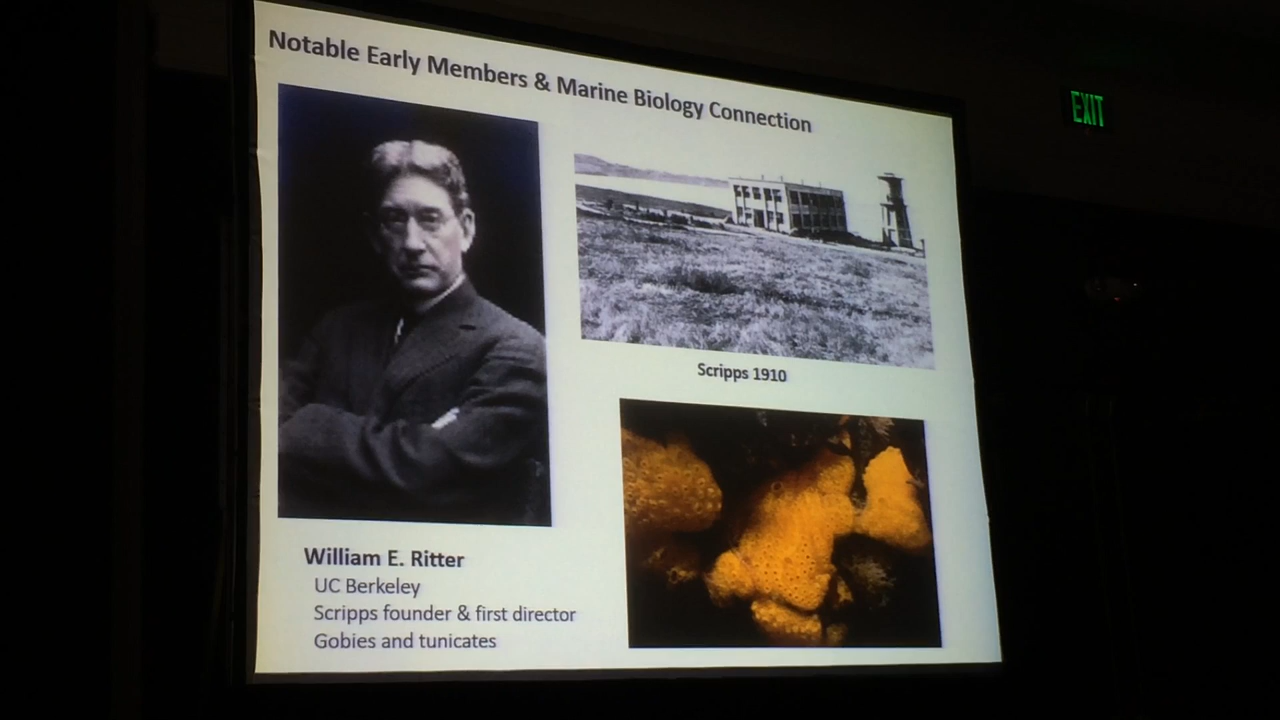 Notable Early Members & Marine Biology Connection
EXIT
Scripps 1910
William E. Ritter
UC Berkeley
Scripps founder & first director
Gobies and tunicates